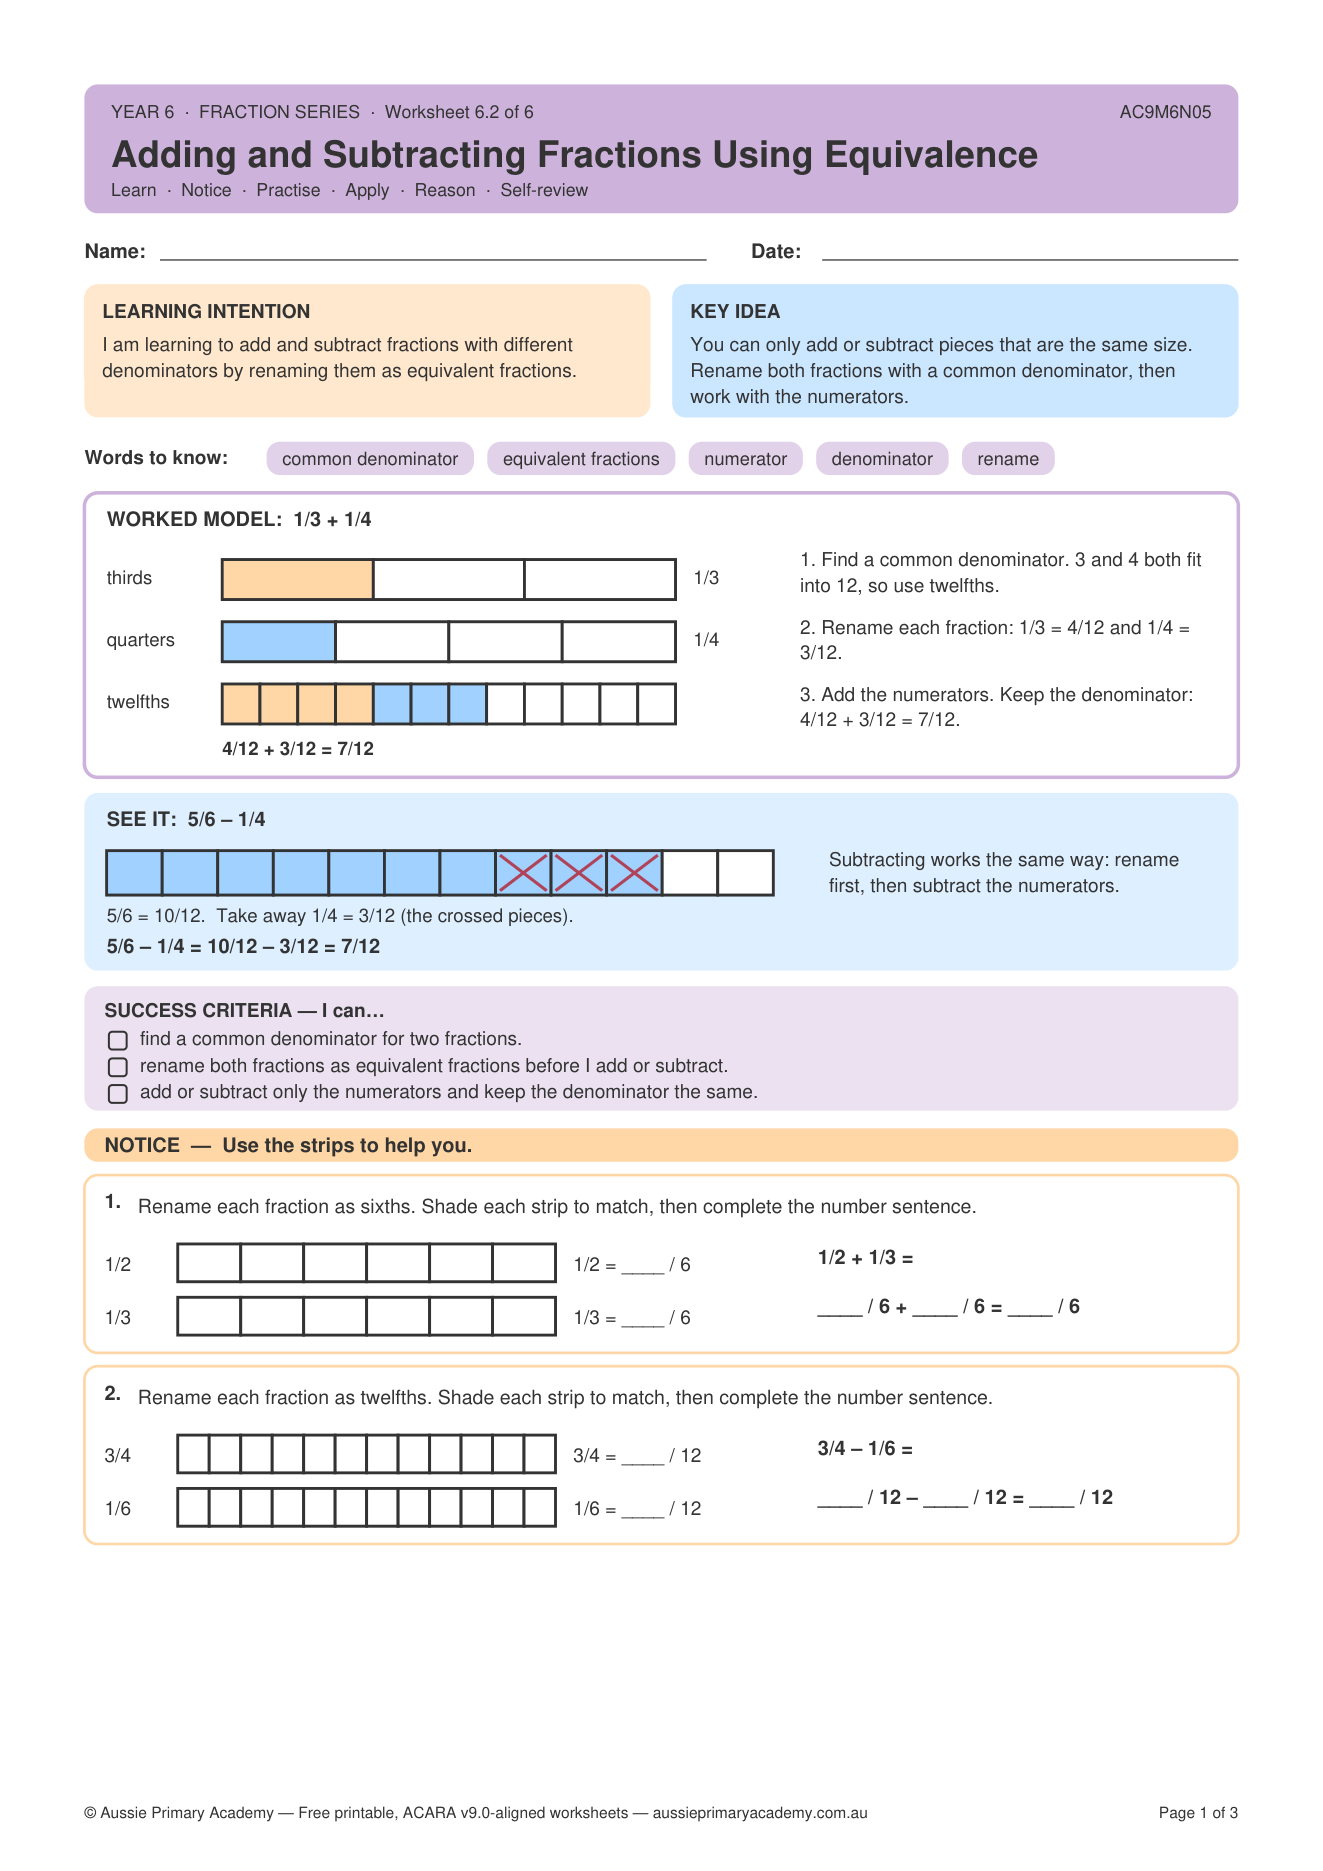 YEAR 6 · FRACTION SERIES · Worksheet 6.2 of 6
AC9M6N05
Adding and Subtracting Fractions Using Equivalence
Learn · Notice · Practise · Apply · Reason · Self-review
Name: ____ Date: ____
LEARNING INTENTION
I am learning to add and subtract fractions with different
denominators by renaming them as equivalent fractions.
KEY IDEA
You can only add or subtract pieces that are the same size.
Rename both fractions with a common denominator, then
work with the numerators.
Words to know: common denominator equivalent fractions numerator denominator rename
WORKED MODEL: 1/3 + 1/4
thirds 1/3
quarters 1/4
twelfths
4/12 + 3/12 = 7/12
1. Find a common denominator. 3 and 4 both fit
into 12, so use twelfths.
2. Rename each fraction: 1/3 = 4/12 and 1/4 =
3/12.
3. Add the numerators. Keep the denominator:
4/12 + 3/12 = 7/12.
SEE IT: 5/6 – 1/4
Subtracting works the same way: rename
first, then subtract the numerators.
5/6 = 10/12. Take away 1/4 = 3/12 (the crossed pieces).
5/6 – 1/4 = 10/12 – 3/12 = 7/12
SUCCESS CRITERIA — I can…
find a common denominator for two fractions.
rename both fractions as equivalent fractions before I add or subtract.
add or subtract only the numerators and keep the denominator the same.
NOTICE — Use the strips to help you.
1. Rename each fraction as sixths. Shade each strip to match, then complete the number sentence.
1/2 1/2 = ____ / 6
1/3 1/3 = ____ / 6
1/2 + 1/3 =
____ / 6 + ____ / 6 = ____ / 6
2. Rename each fraction as twelfths. Shade each strip to match, then complete the number sentence.
3/4 3/4 = ____ / 12
1/6 1/6 = ____ / 12
3/4 – 1/6 =
____ / 12 – ____ / 12 = ____ / 12
© Aussie Primary Academy — Free printable, ACARA v9.0-aligned worksheets — aussieprimaryacademy.com.au
Page 1 of 3